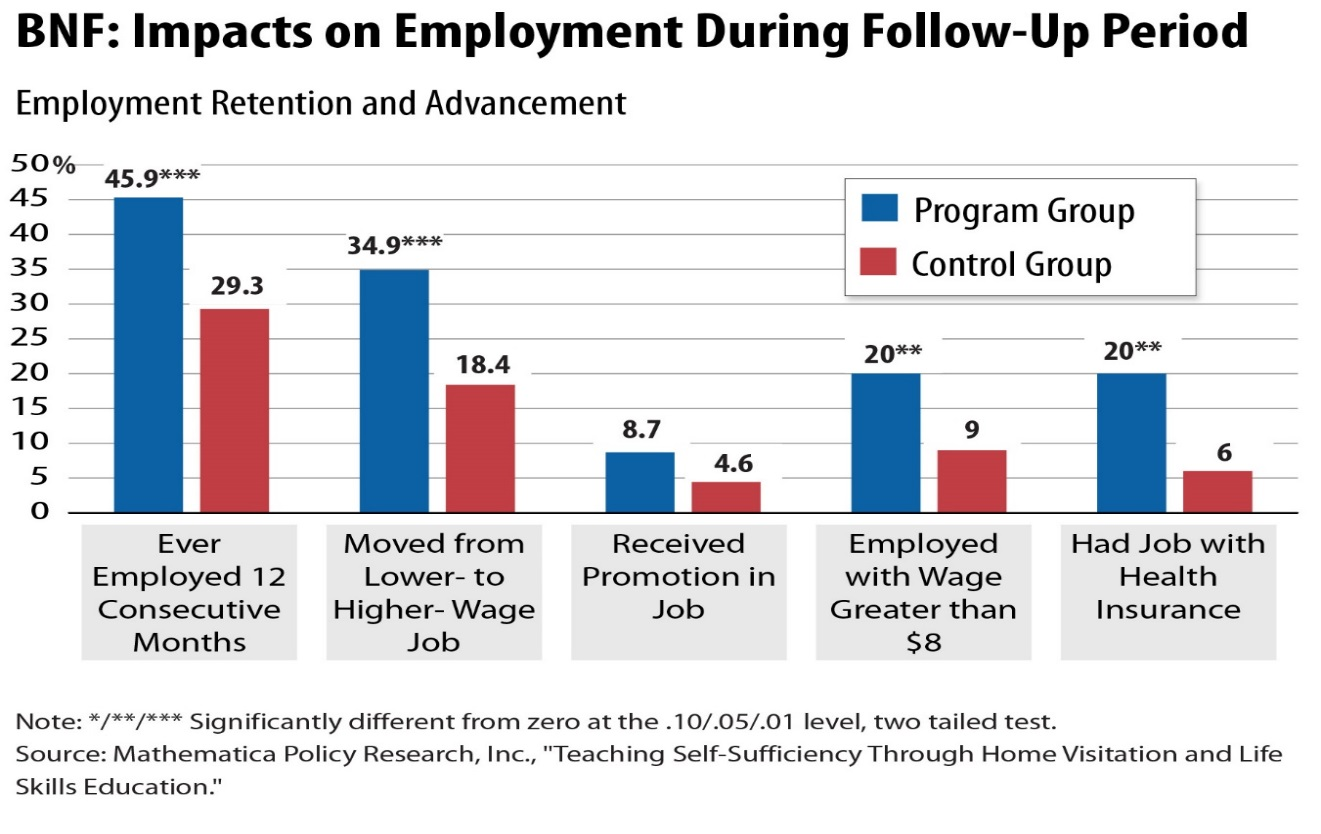 BNF: Impacts on Employment During Follow-Up Period
Employment Retention and Advancement
50%
45
40
35
30
25
20
15
10
5
0
45.9***
29.3
34.9***
18.4
8.7
4.6
20**
9
20**
6
Program Group
Control Group
Ever
Employed 12
Consecutive
Months
Moved from
Lower- to
Higher- Wage
Job
Received
Promotion in
Job
Employed
with Wage
Greater than
$8
Had Job with
Health
Insurance
Note: */**/*** Significantly different from zero at the .10/.05/.01 level, two tailed test.
Source: Mathematica Policy Research, Inc., "Teaching Self-Sufficiency Through Home Visitation and Life
Skills Education."